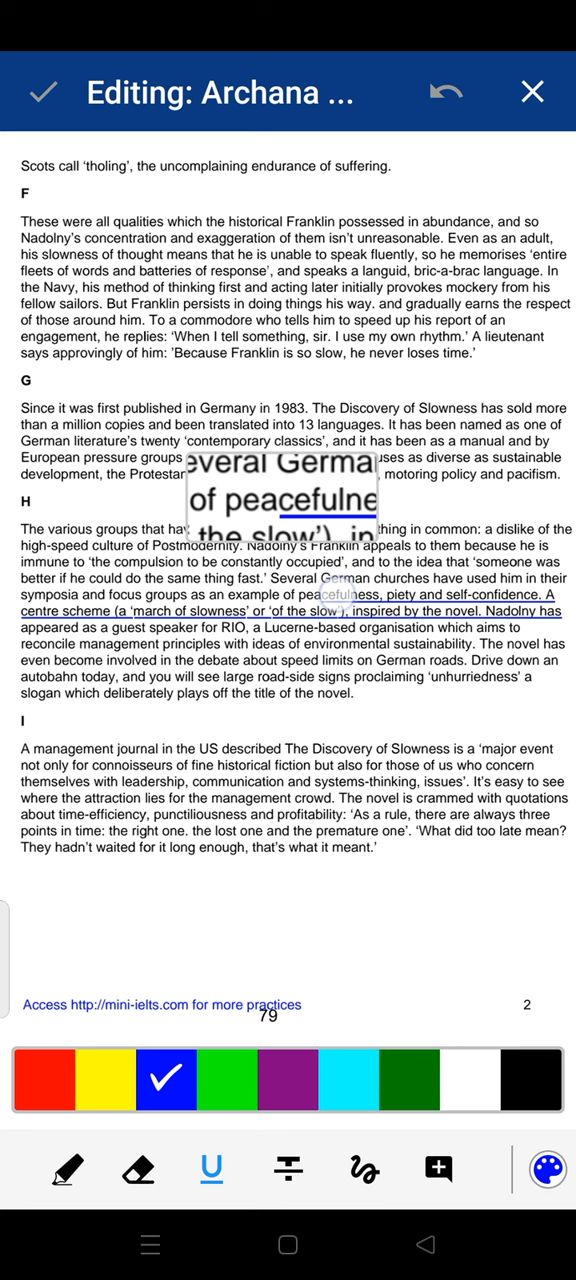 Editing: Archana ...
Scots call ‘tholing’, the uncomplaining endurance of suffering.
F
These were all qualities which the historical Franklin possessed in abundance, and so
Nadolny’s concentration and exaggeration of them isn’t unreasonable. Even as an adult,
his slowness of thought means that he is unable to speak fluently, so he memorises ‘entire
fleets of words and batteries of response’, and speaks a languid, bric-a-brac language. In
the Navy, his method of thinking first and acting later initially provokes mockery from his
fellow sailors. But Franklin persists in doing things his way. and gradually earns the respect
of those around him. To a commodore who tells him to speed up his report of an
engagement, he replies: ‘When I tell something, sir. I use my own rhythm.’ A lieutenant
says approvingly of him: ’Because Franklin is so slow, he never loses time.’
G
Since it was first published in Germany in 1983. The Discovery of Slowness has sold more
than a million copies and been translated into 13 languages. It has been named as one of
German literature’s twenty ‘contemporary classics’, and it has been as a manual and by
European pressure groups uses as diverse as sustainable
development, the Protestan , motoring policy and pacifism.
everal Germa
of peacefulne
the slow’), in
H
The various groups that hav thing in common: a dislike of the
high-speed culture of Postmodernity. Nadolny’s Franklin appeals to them because he is
immune to ‘the compulsion to be constantly occupied’, and to the idea that ‘someone was
better if he could do the same thing fast.’ Several German churches have used him in their
symposia and focus groups as an example of peacefulness, piety and self-confidence. A
centre scheme (a ‘march of slowness’ or ‘of the slow’), inspired by the novel. Nadolny has
appeared as a guest speaker for RIO, a Lucerne-based organisation which aims to
reconcile management principles with ideas of environmental sustainability. The novel has
even become involved in the debate about speed limits on German roads. Drive down an
autobahn today, and you will see large road-side signs proclaiming ‘unhurriedness’ a
slogan which deliberately plays off the title of the novel.
I
A management journal in the US described The Discovery of Slowness is a ‘major event
not only for connoisseurs of fine historical fiction but also for those of us who concern
themselves with leadership, communication and systems-thinking, issues’. It’s easy to see
where the attraction lies for the management crowd. The novel is crammed with quotations
about time-efficiency, punctiliousness and profitability: ‘As a rule, there are always three
points in time: the right one. the lost one and the premature one’. ‘What did too late mean?
They hadn’t waited for it long enough, that’s what it meant.’
Access http://mini-ielts.com for more practices 2
79
U
T